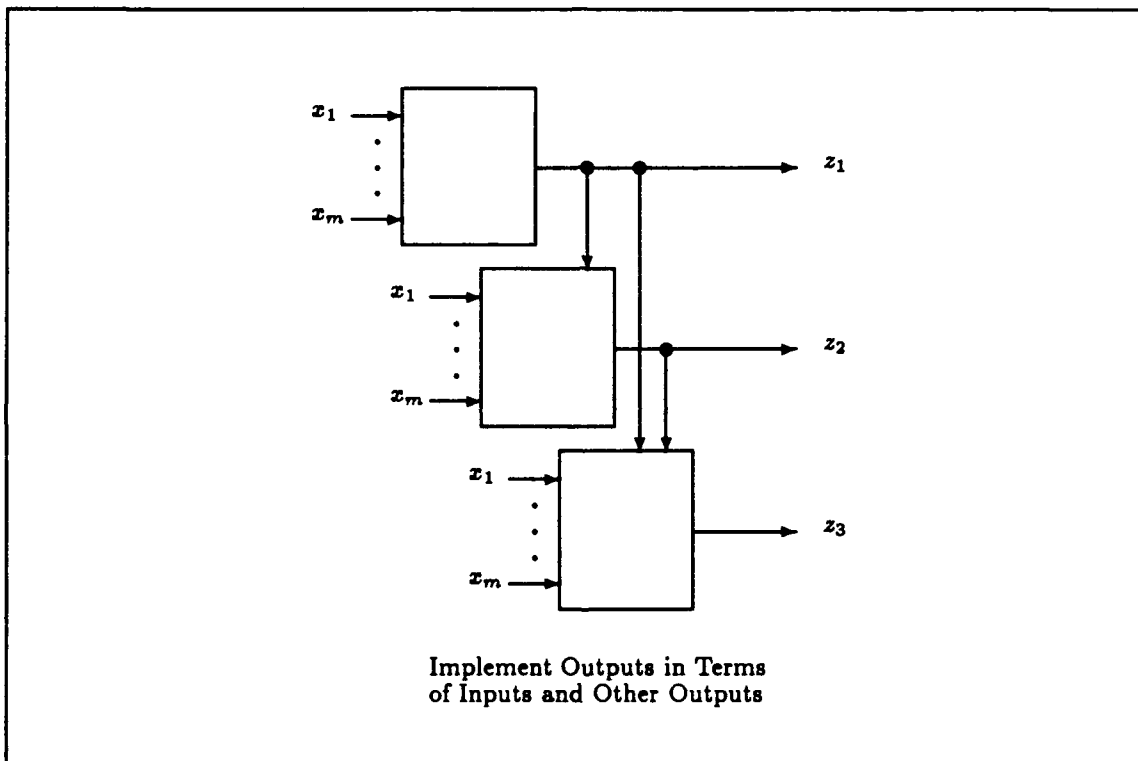 x₁
z₁
xₘ
x₁
z₂
xₘ
x₁
z₃
xₘ
Implement Outputs in Terms
of Inputs and Other Outputs